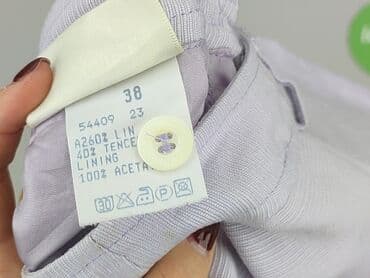 38
54409 23
A260% LIN
40% TENCE
LINING
100% ACETA
P